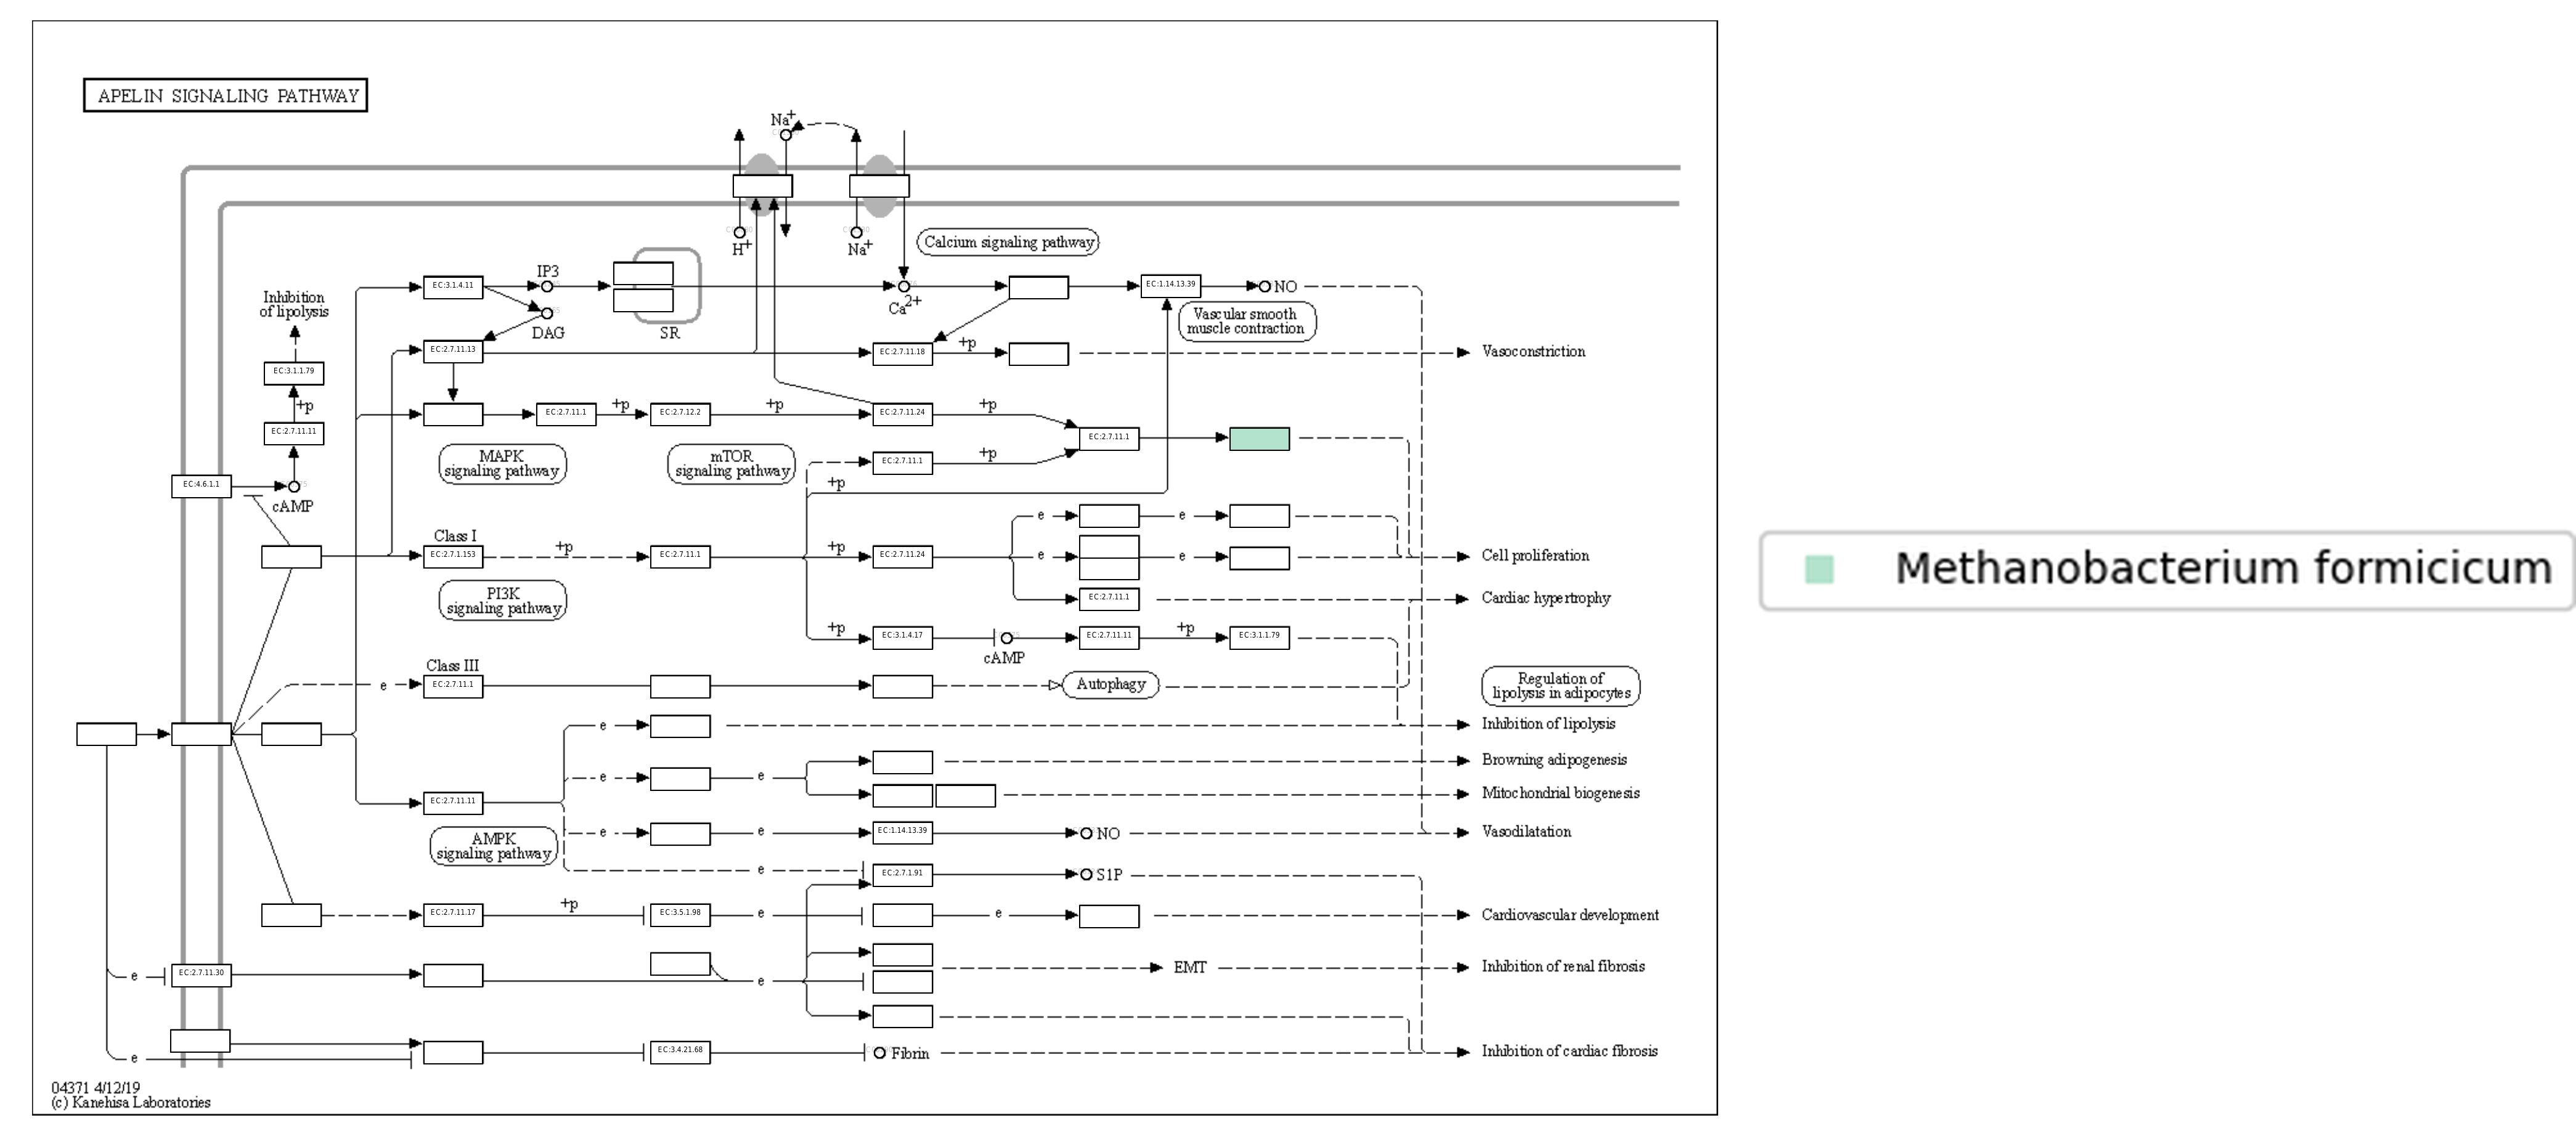 APELIN SIGNALING PATHWAY
Na+
H+
Na+
Calcium signaling pathway
Inhibition
of lipolysis
EC:3.1.4.11
IP3
DAG
SR
Ca2+
EC:1.14.13.39
NO
Vascular smooth
muscle contraction
EC:2.7.11.13
EC:2.7.11.18
+p
Vasoconstriction
EC:3.1.1.79
+p
EC:2.7.11.11
EC:2.7.11.1
+p
EC:2.7.12.2
+p
EC:2.7.11.24
+p
EC:2.7.11.1
MAPK
signaling pathway
mTOR
signaling pathway
EC:2.7.11.1
+p
+p
EC:4.6.1.1
cAMP
Class I
EC:2.7.1.153
+p
EC:2.7.11.1
+p
EC:2.7.11.24
e
e
e
e
Cell proliferation
PI3K
signaling pathway
EC:2.7.11.1
Cardiac hypertrophy
+p
EC:3.1.4.17
cAMP
EC:2.7.11.11
+p
EC:3.1.1.79
Class III
e
EC:2.7.11.1
Autophagy
Regulation of
lipolysis in adipocytes
e
Inhibition of lipolysis
e
e
Browning adipogenesis
Mitochondrial biogenesis
EC:2.7.11.11
AMPK
signaling pathway
e
e
EC:1.14.13.39
NO
Vasodilatation
e
EC:2.7.1.91
S1P
EC:2.7.11.17
+p
EC:3.5.1.98
e
e
Cardiovascular development
e
EC:2.7.11.30
e
EMT
Inhibition of renal fibrosis
e
EC:3.4.21.68
Fibrin
Inhibition of cardiac fibrosis
04371 4/12/19
(c) Kanehisa Laboratories
Methanobacterium formicicum